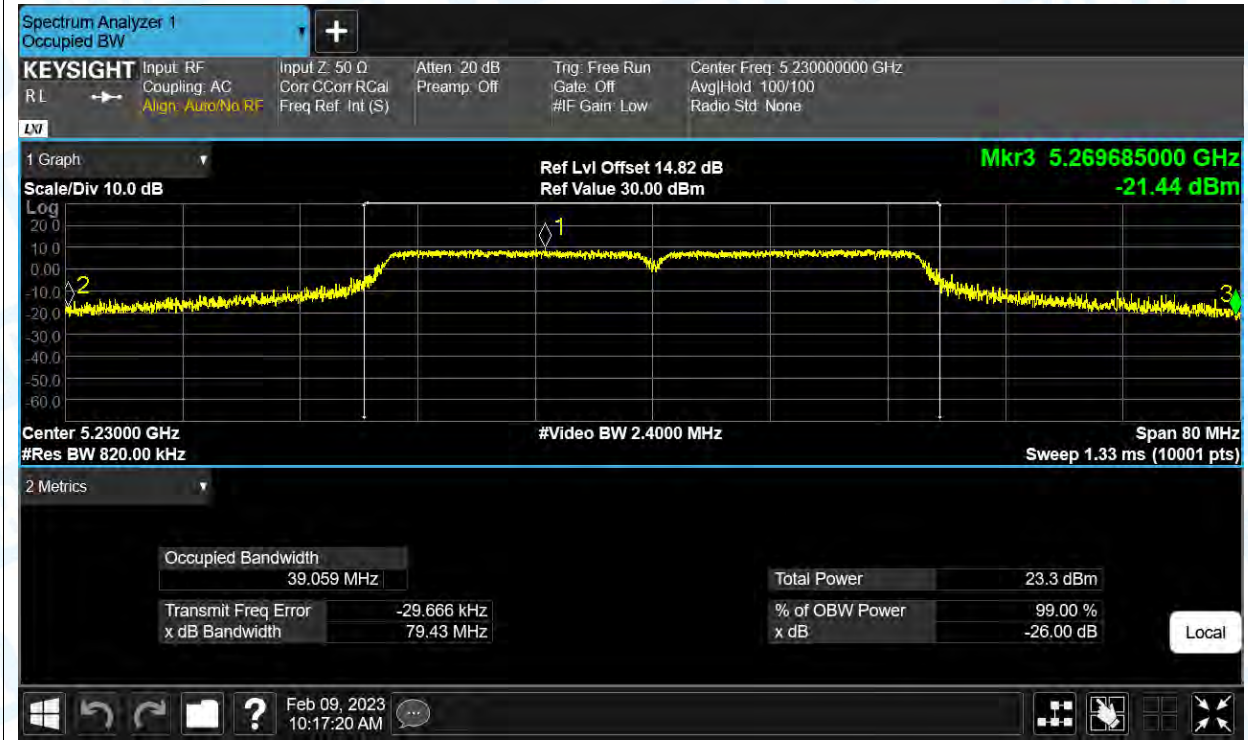 Spectrum Analyzer 1
Occupied BW
+
KEYSIGHT
R L
LXI
Input: RF
Coupling: AC
Align: Auto/No RF
Input Z: 50 Ω
Corr CCorr RCal
Freq Ref: Int (S)
Atten: 20 dB
Preamp: Off
Trig: Free Run
Gate: Off
#IF Gain: Low
Center Freq: 5.230000000 GHz
Avg|Hold: 100/100
Radio Std: None
1 Graph
Scale/Div 10.0 dB
Ref Lvl Offset 14.82 dB
Ref Value 30.00 dBm
Mkr3 5.269685000 GHz
-21.44 dBm
Log
20.0
10.0
0.00
-10.0
-20.0
-30.0
-40.0
-50.0
-60.0
1
2
3
Center 5.23000 GHz
#Video BW 2.4000 MHz
Span 80 MHz
#Res BW 820.00 kHz
Sweep 1.33 ms (10001 pts)
2 Metrics
Occupied Bandwidth
39.059 MHz
Total Power 23.3 dBm
Transmit Freq Error -29.666 kHz
% of OBW Power 99.00 %
x dB Bandwidth 79.43 MHz
x dB -26.00 dB
Local
?
Feb 09, 2023
10:17:20 AM